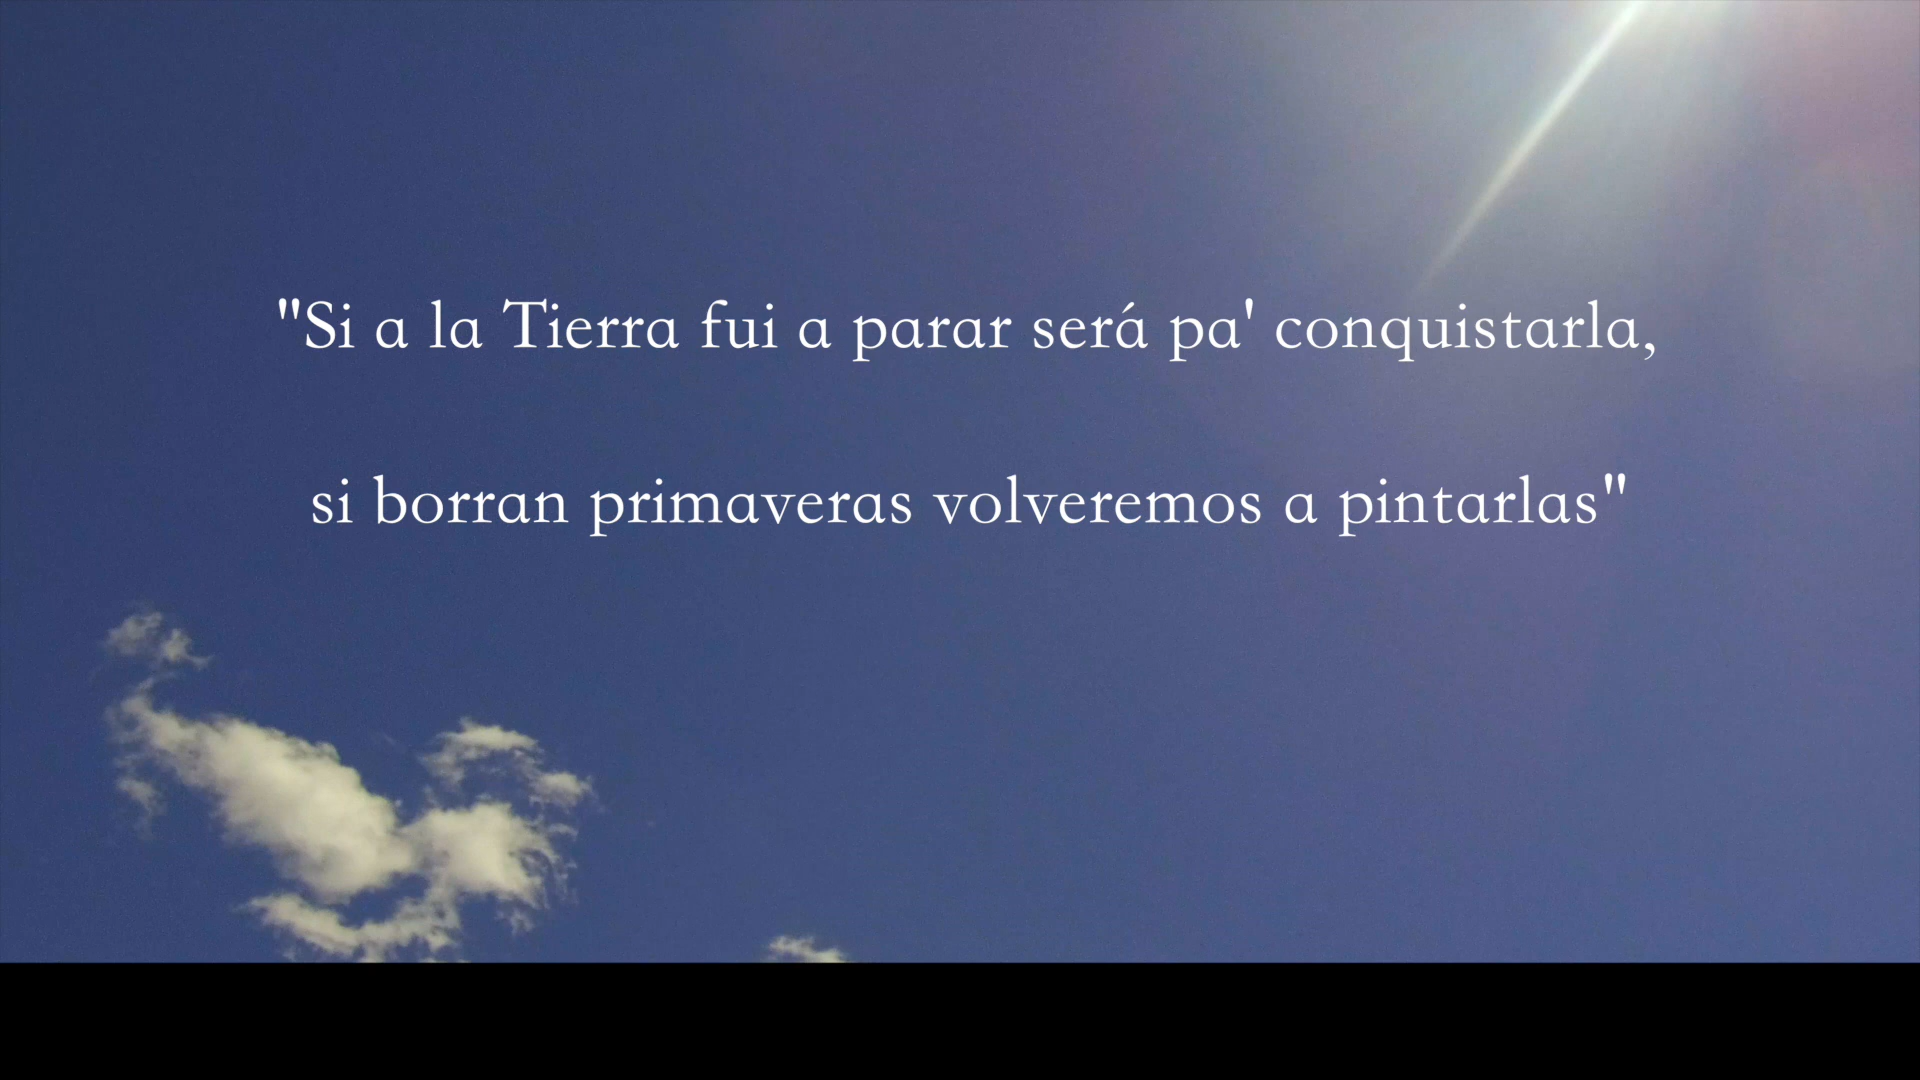 "Si a la Tierra fui a parar será pa' conquistarla,
si borran primaveras volveremos a pintarlas"